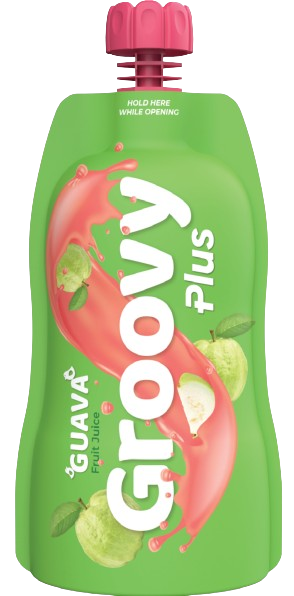 HOLD HERE
WHILE OPENING
Groovy
Plus
GUAVA
Fruit Juice